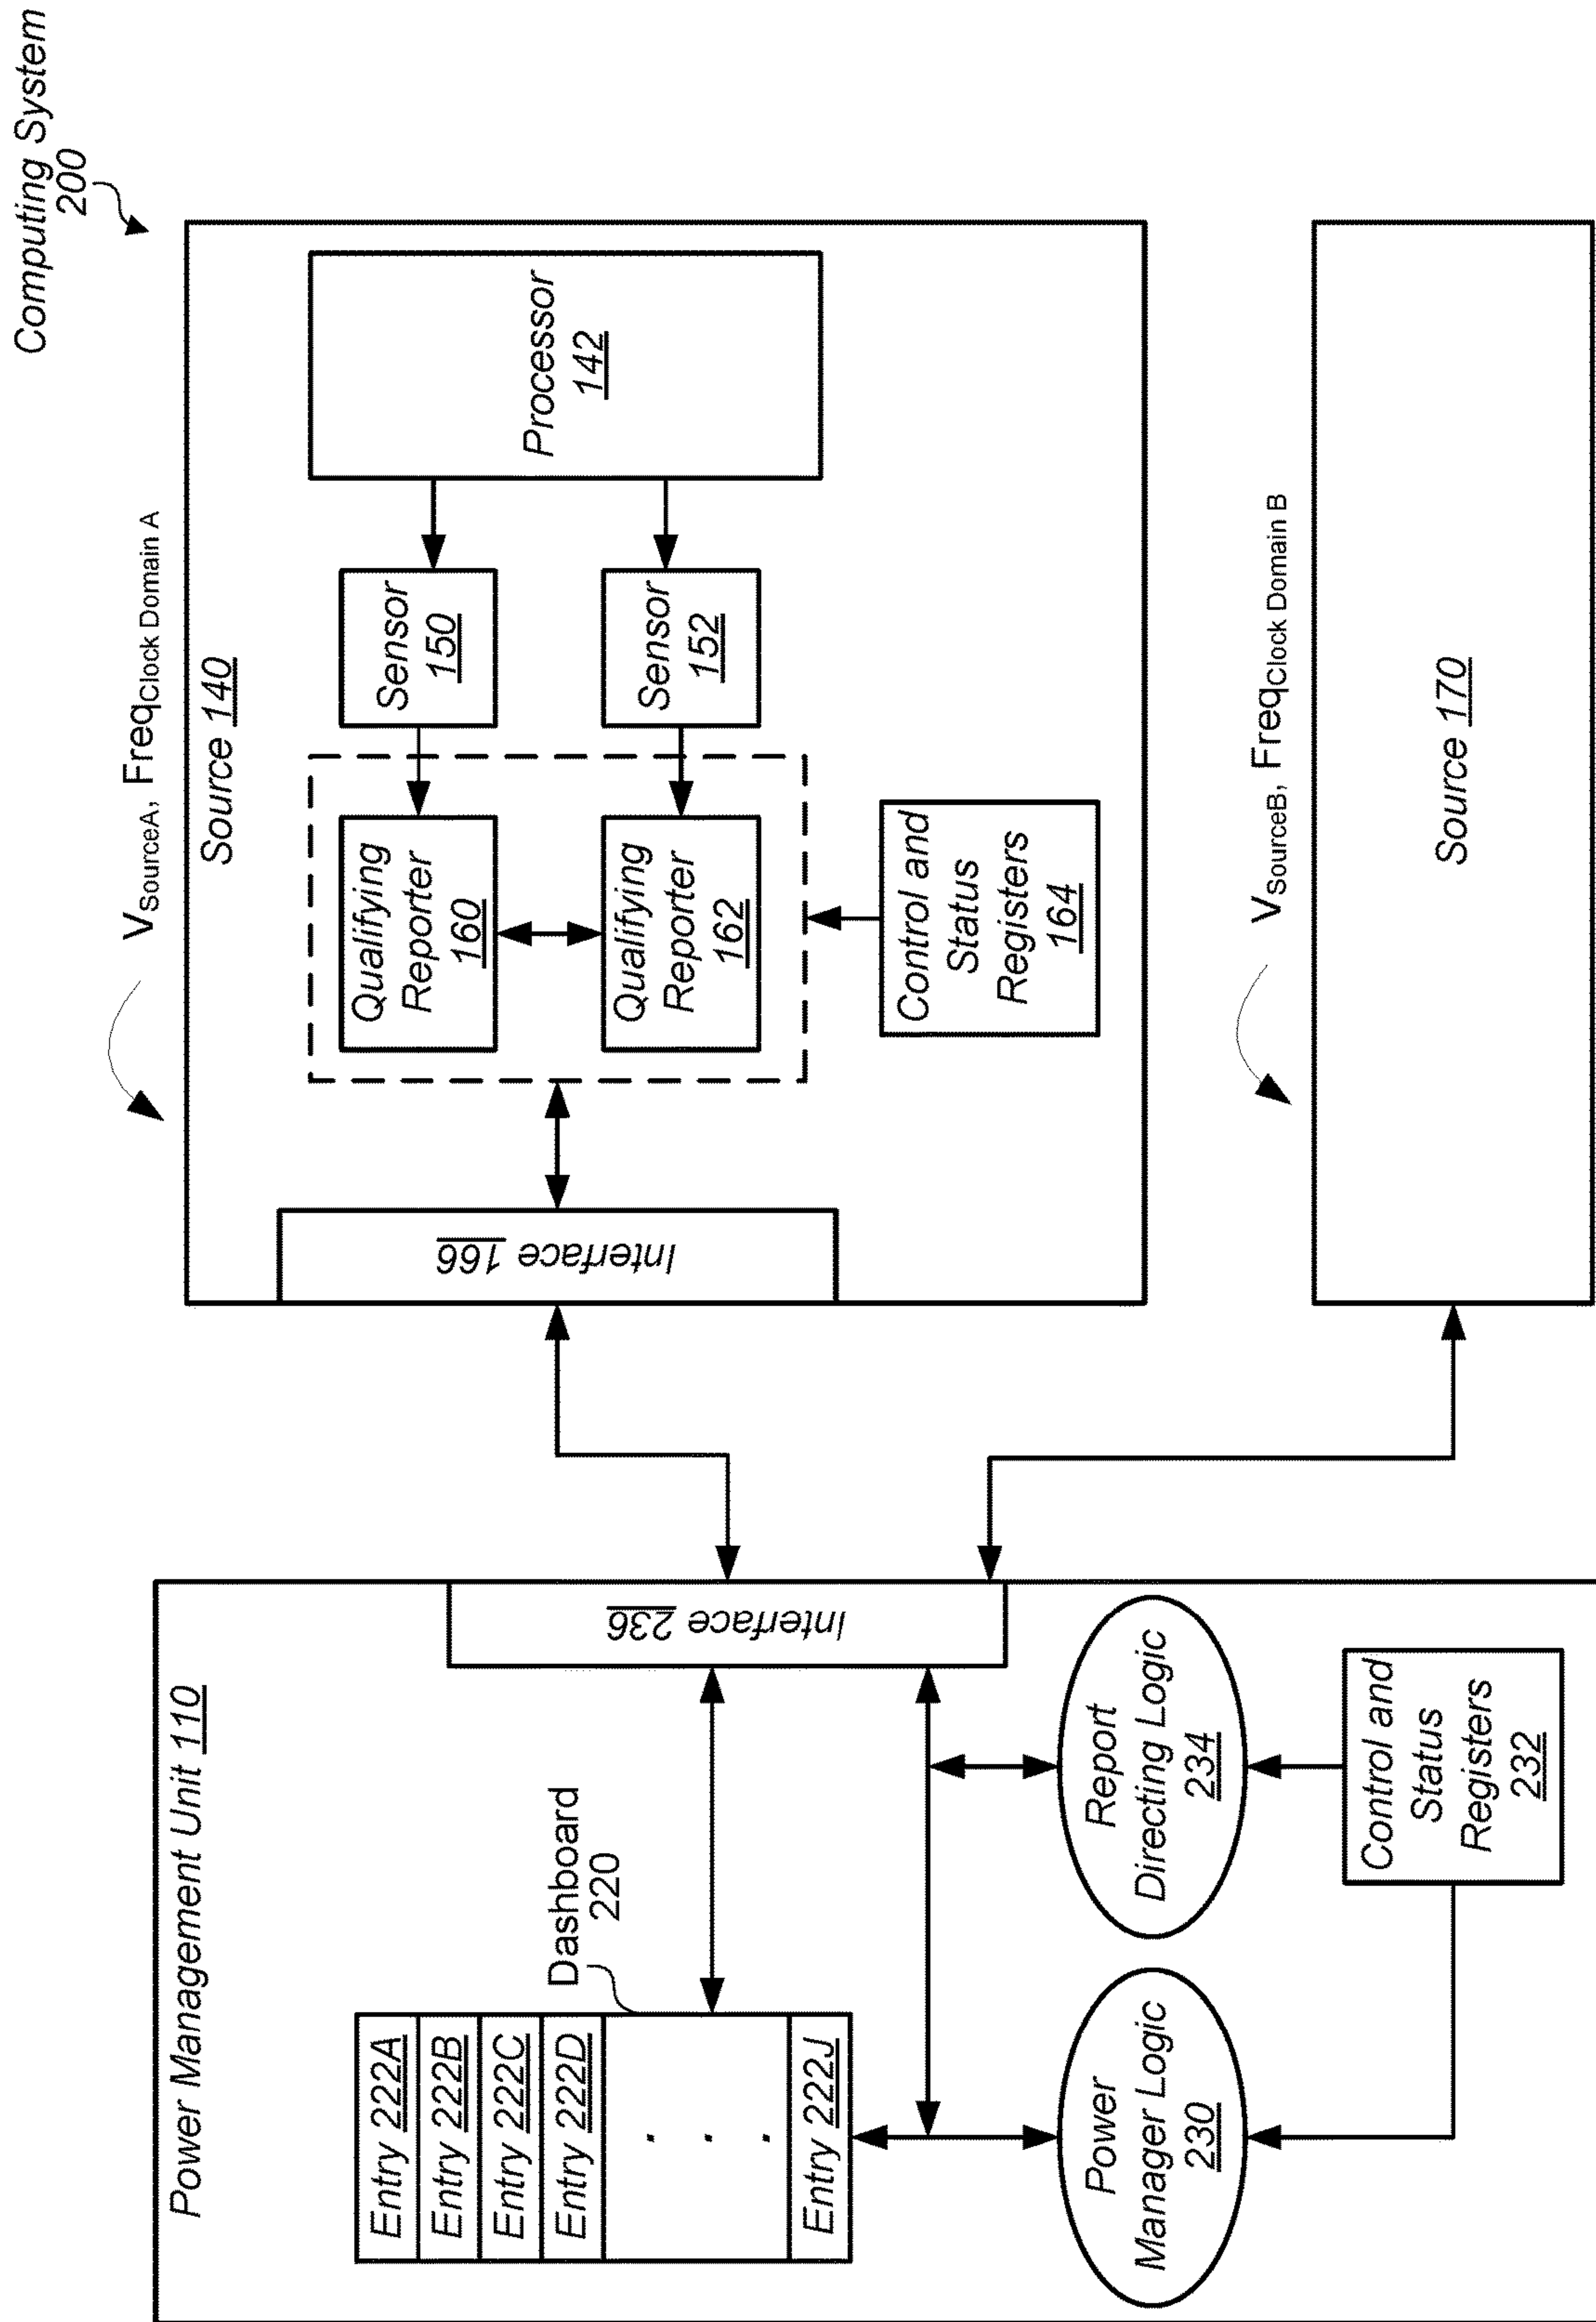 Computing System
200
Power Management Unit 110
Entry 222A
Entry 222B
Entry 222C
Entry 222D
.
.
.
Entry 222J
Dashboard
220
Interface 236
Power
Manager Logic
230
Report
Directing Logic
234
Control and
Status
Registers
232
VSourceA, FreqClock Domain A
Source 140
Interface 166
Qualifying
Reporter
160
Qualifying
Reporter
162
Sensor
150
Sensor
152
Processor
142
Control and
Status
Registers
164
VSourceB, FreqClock Domain B
Source 170